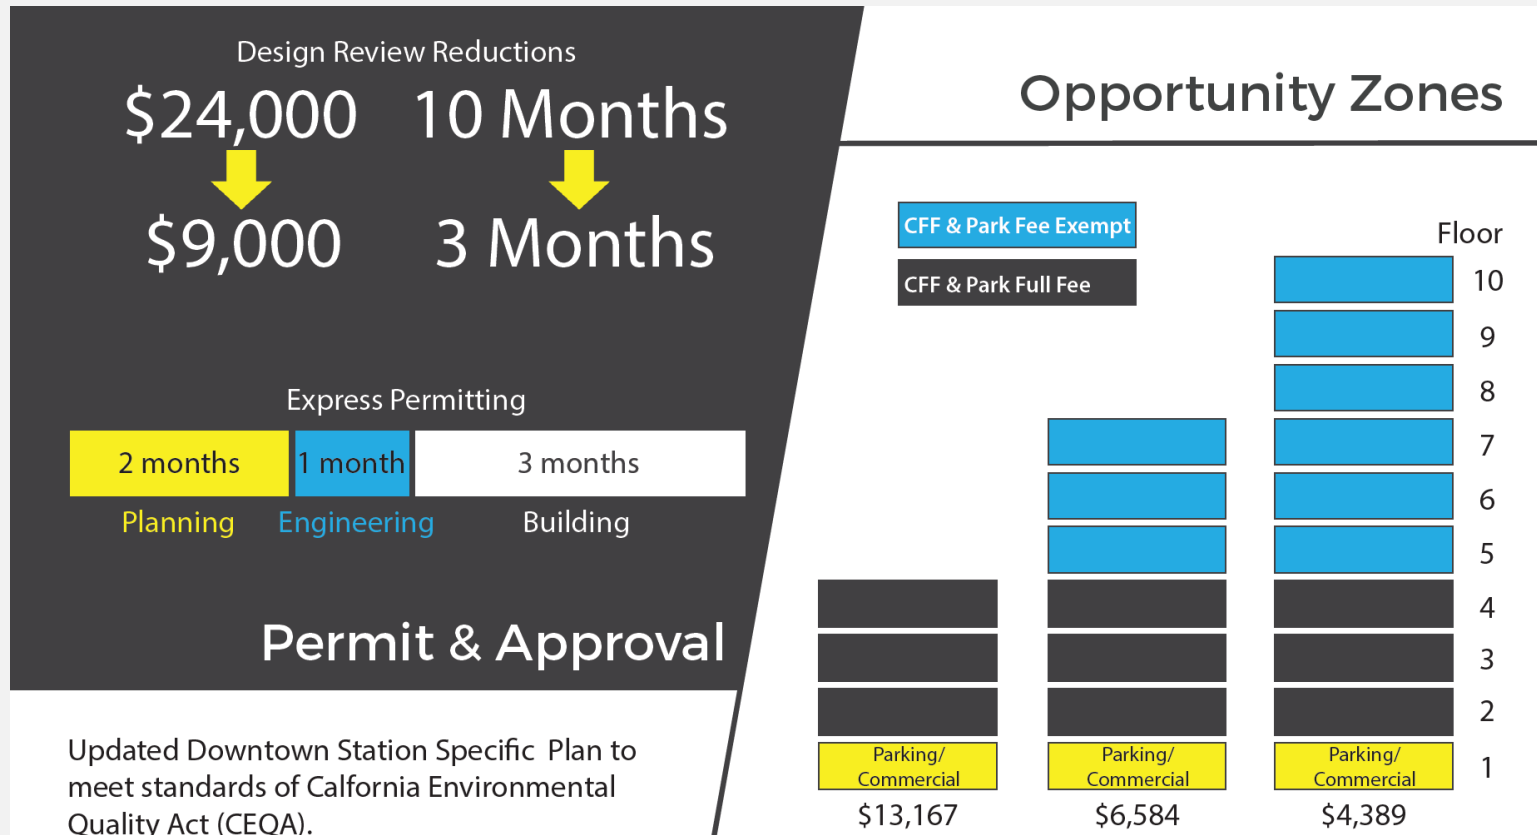 Design Review Reductions
$24,000 10 Months
$9,000 3 Months
Express Permitting
2 months 1 month 3 months
Planning Engineering Building
Permit & Approval
Updated Downtown Station Specific Plan to
meet standards of Calfornia Environmental
Quality Act (CEQA).
Opportunity Zones
CFF & Park Fee Exempt
CFF & Park Full Fee
Floor
10
9
8
7
6
5
4
3
2
1
Parking/
Commercial
Parking/
Commercial
Parking/
Commercial
$13,167 $6,584 $4,389